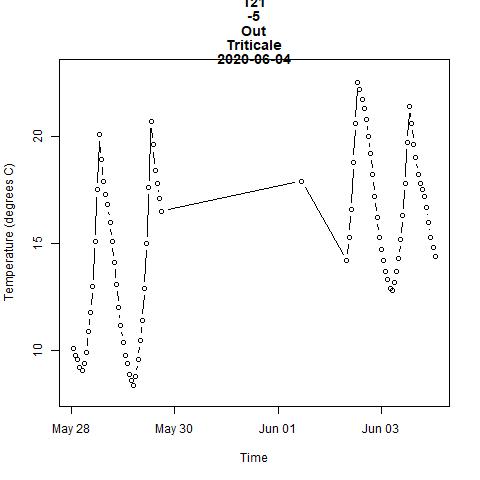 121
-5
Out
Triticale
2020-06-04
Temperature (degrees C)
20
15
10
May 28
May 30
Jun 01
Jun 03
Time